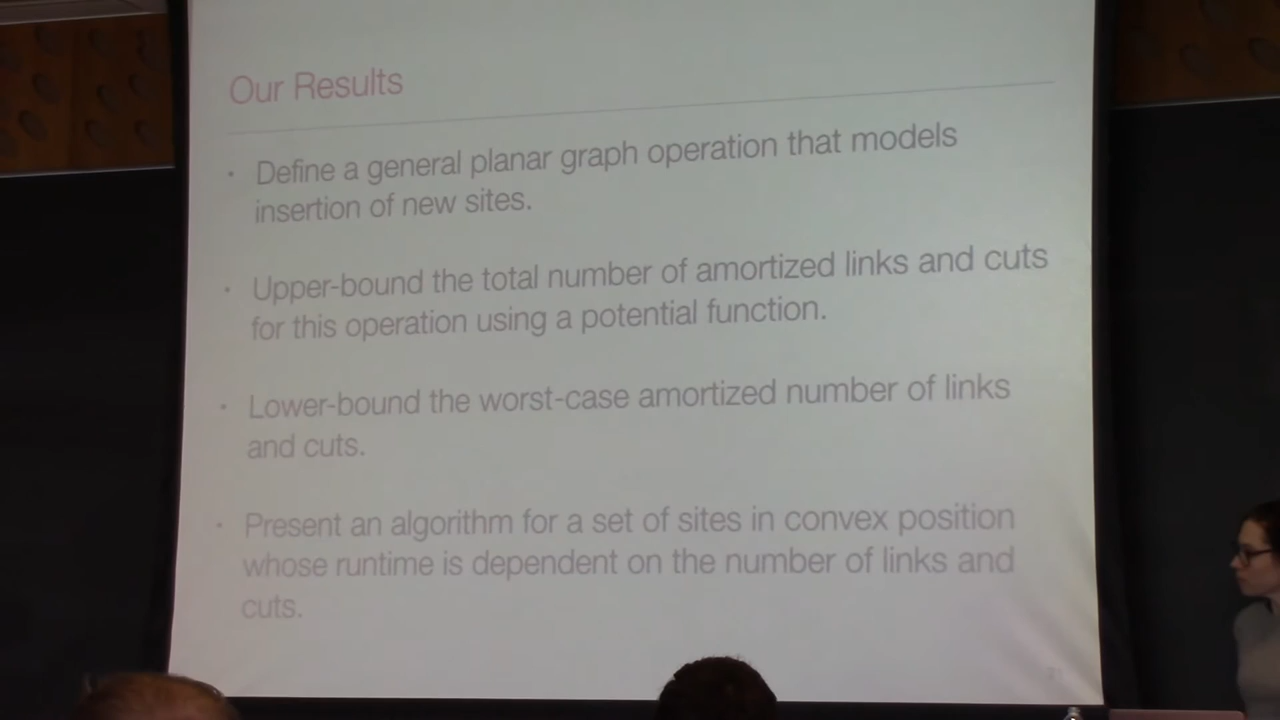 Our Results
• Define a general planar graph operation that models
insertion of new sites.
• Upper-bound the total number of amortized links and cuts
for this operation using a potential function.
• Lower-bound the worst-case amortized number of links
and cuts.
• Present an algorithm for a set of sites in convex position
whose runtime is dependent on the number of links and
cuts.